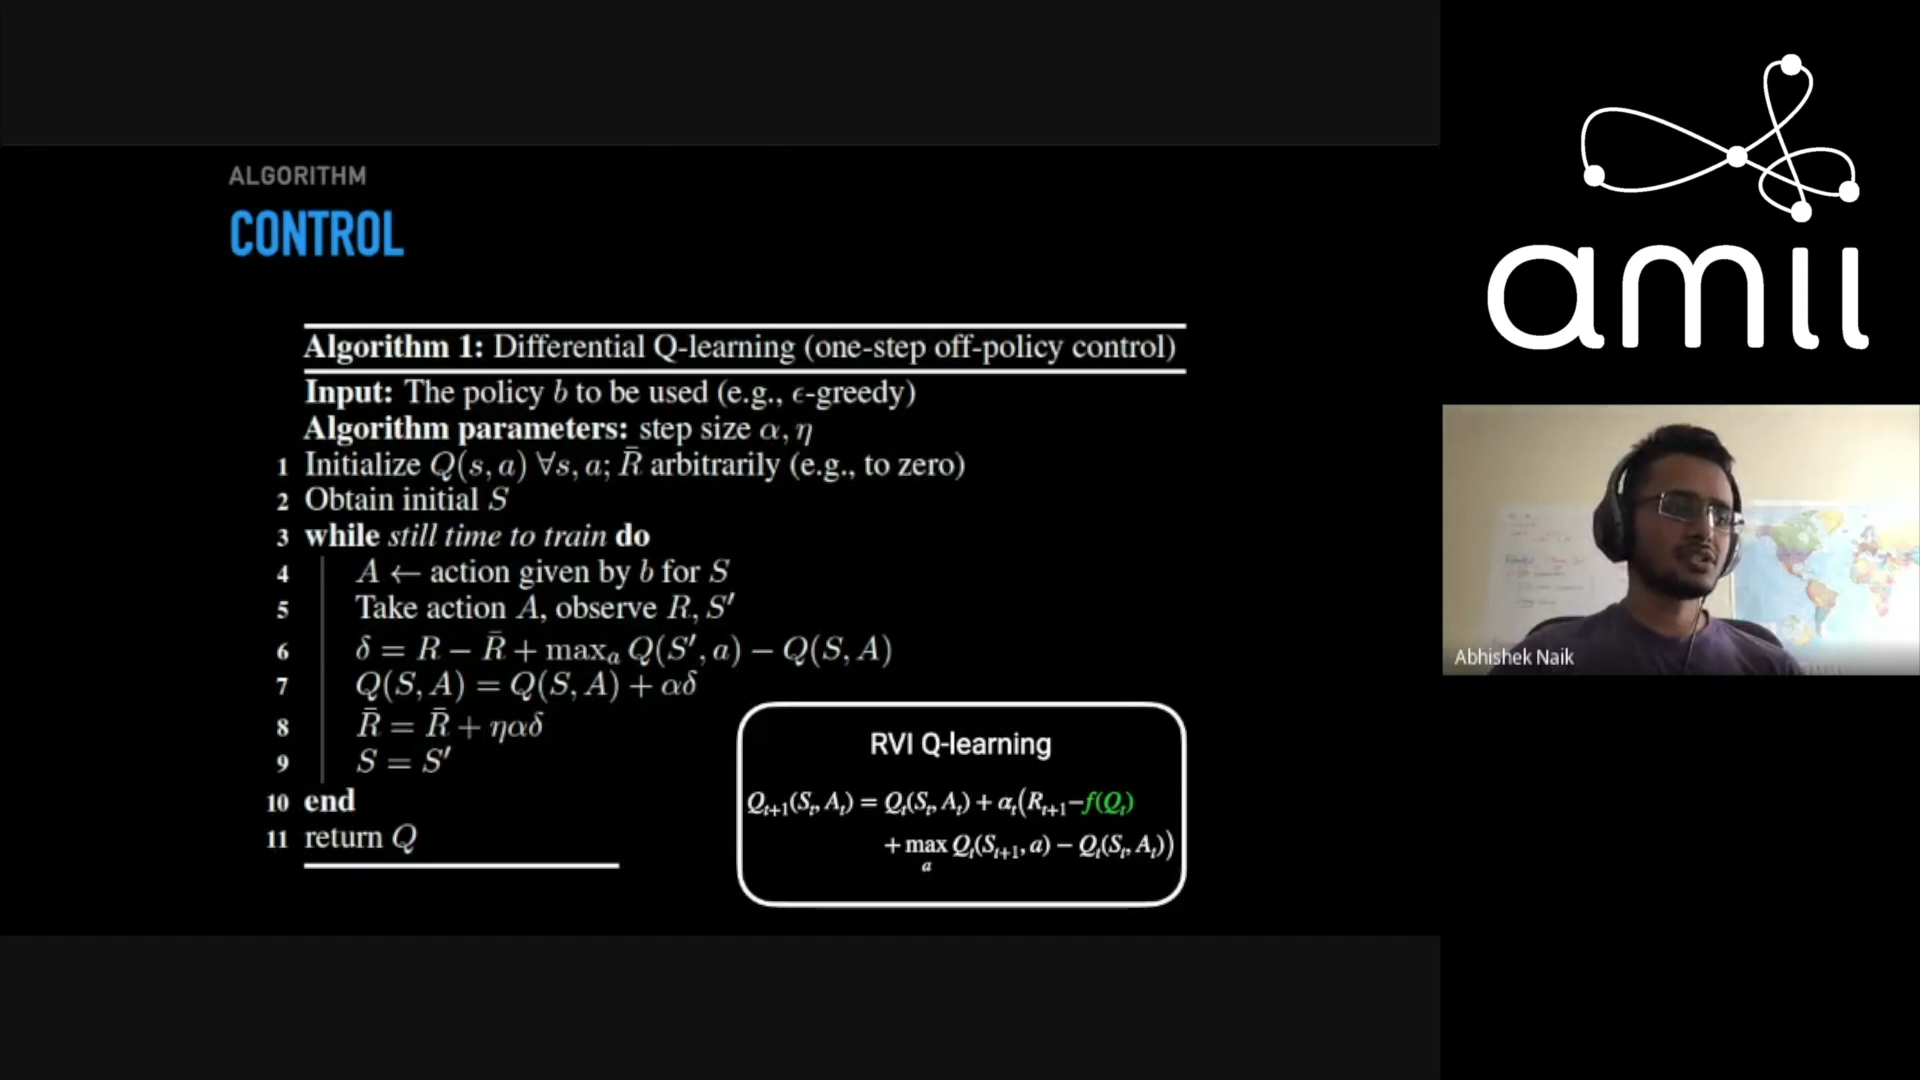 ALGORITHM
CONTROL
Algorithm 1: Differential Q-learning (one-step off-policy control)
Input: The policy b to be used (e.g., ϵ-greedy)
Algorithm parameters: step size α, η
1 Initialize Q(s, a) ∀s, a; R̄ arbitrarily (e.g., to zero)
2 Obtain initial S
3 while still time to train do
4 A ← action given by b for S
5 Take action A, observe R, S′
6 δ = R − R̄ + maxₐ Q(S′, a) − Q(S, A)
7 Q(S, A) = Q(S, A) + αδ
8 R̄ = R̄ + ηαδ
9 S = S′
10 end
11 return Q
RVI Q-learning
Qₜ₊₁(Sₜ, Aₜ) = Qₜ(Sₜ, Aₜ) + αₜ(Rₜ₊₁−f(Qₜ)
+ max Qₜ(Sₜ₊₁, a) − Qₜ(Sₜ, Aₜ))
a
amii
Abhishek Naik